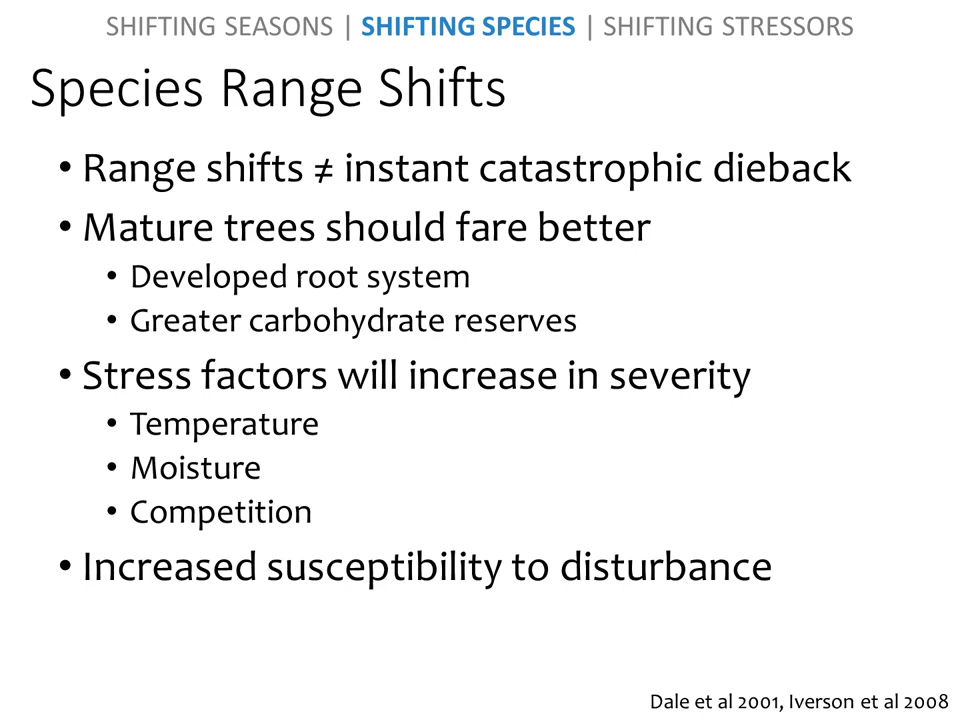 SHIFTING SEASONS | SHIFTING SPECIES | SHIFTING STRESSORS
Species Range Shifts
• Range shifts ≠ instant catastrophic dieback
• Mature trees should fare better
• Developed root system
• Greater carbohydrate reserves
• Stress factors will increase in severity
• Temperature
• Moisture
• Competition
• Increased susceptibility to disturbance
Dale et al 2001, Iverson et al 2008